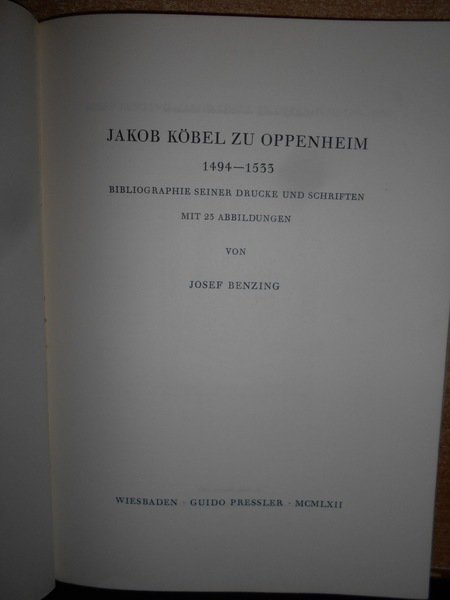 JAKOB KÖBEL ZU OPPENHEIM
1494—1533
BIBLIOGRAPHIE SEINER DRUCKE UND SCHRIFTEN
MIT 25 ABBILDUNGEN
VON
JOSEF BENZING
WIESBADEN · GUIDO PRESSLER · MCMLXII